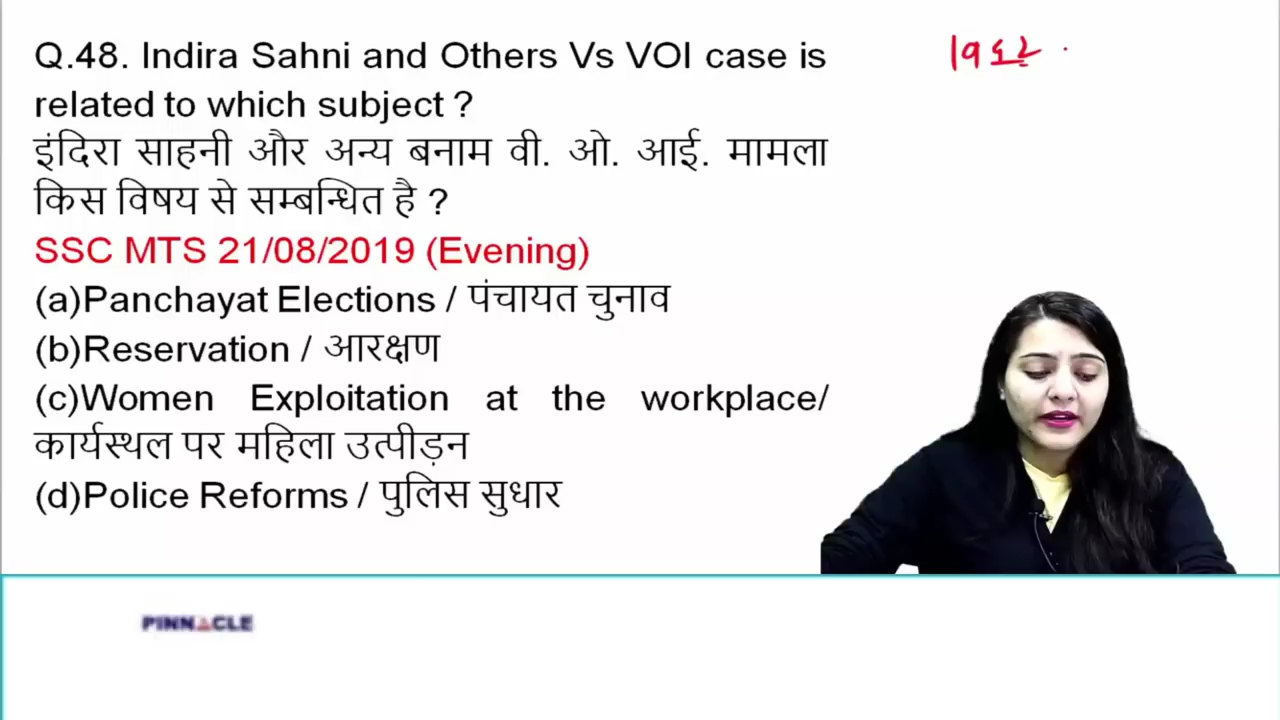 Q.48. Indira Sahni and Others Vs VOI case is
related to which subject ?
इंदिरा साहनी और अन्य बनाम वी. ओ. आई. मामला
किस विषय से सम्बन्धित है ?
SSC MTS 21/08/2019 (Evening)
(a)Panchayat Elections / पंचायत चुनाव
(b)Reservation / आरक्षण
(c)Women Exploitation at the workplace/
कार्यस्थल पर महिला उत्पीड़न
(d)Police Reforms / पुलिस सुधार
PINNACLE